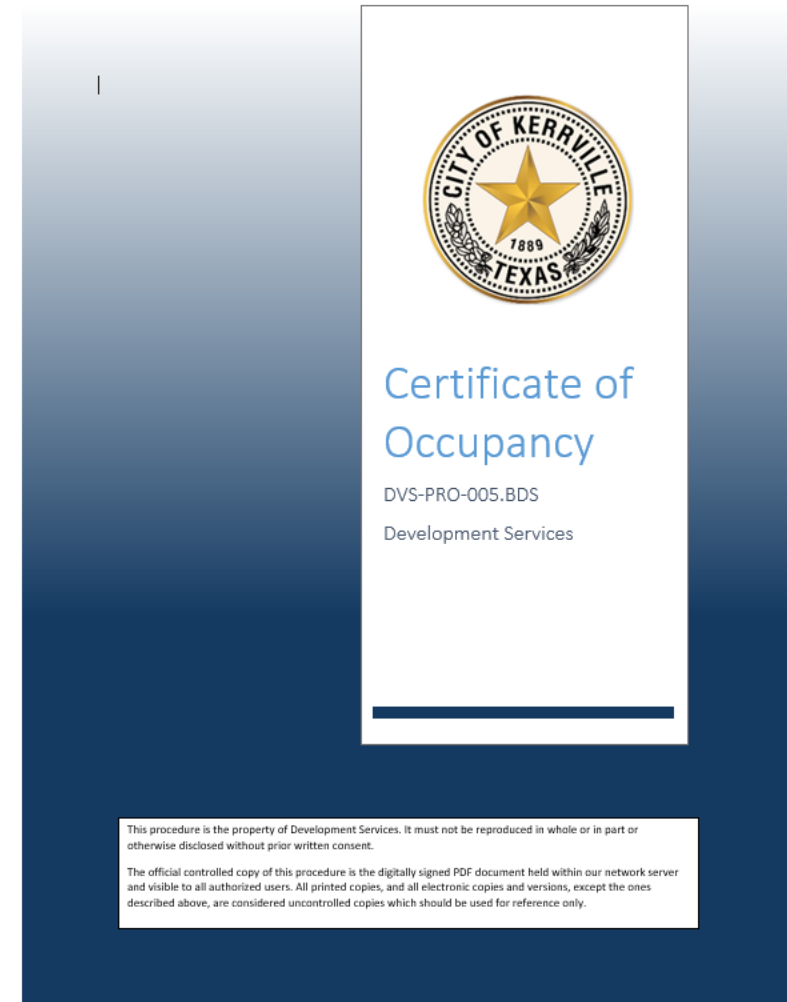 CITY OF KERRVILLE
1889
TEXAS
Certificate of
Occupancy
DVS-PRO-005.BDS
Development Services
This procedure is the property of Development Services. It must not be reproduced in whole or in part or
otherwise disclosed without prior written consent.
The official controlled copy of this procedure is the digitally signed PDF document held within our network server
and visible to all authorized users. All printed copies, and all electronic copies and versions, except the ones
described above, are considered uncontrolled copies which should be used for reference only.